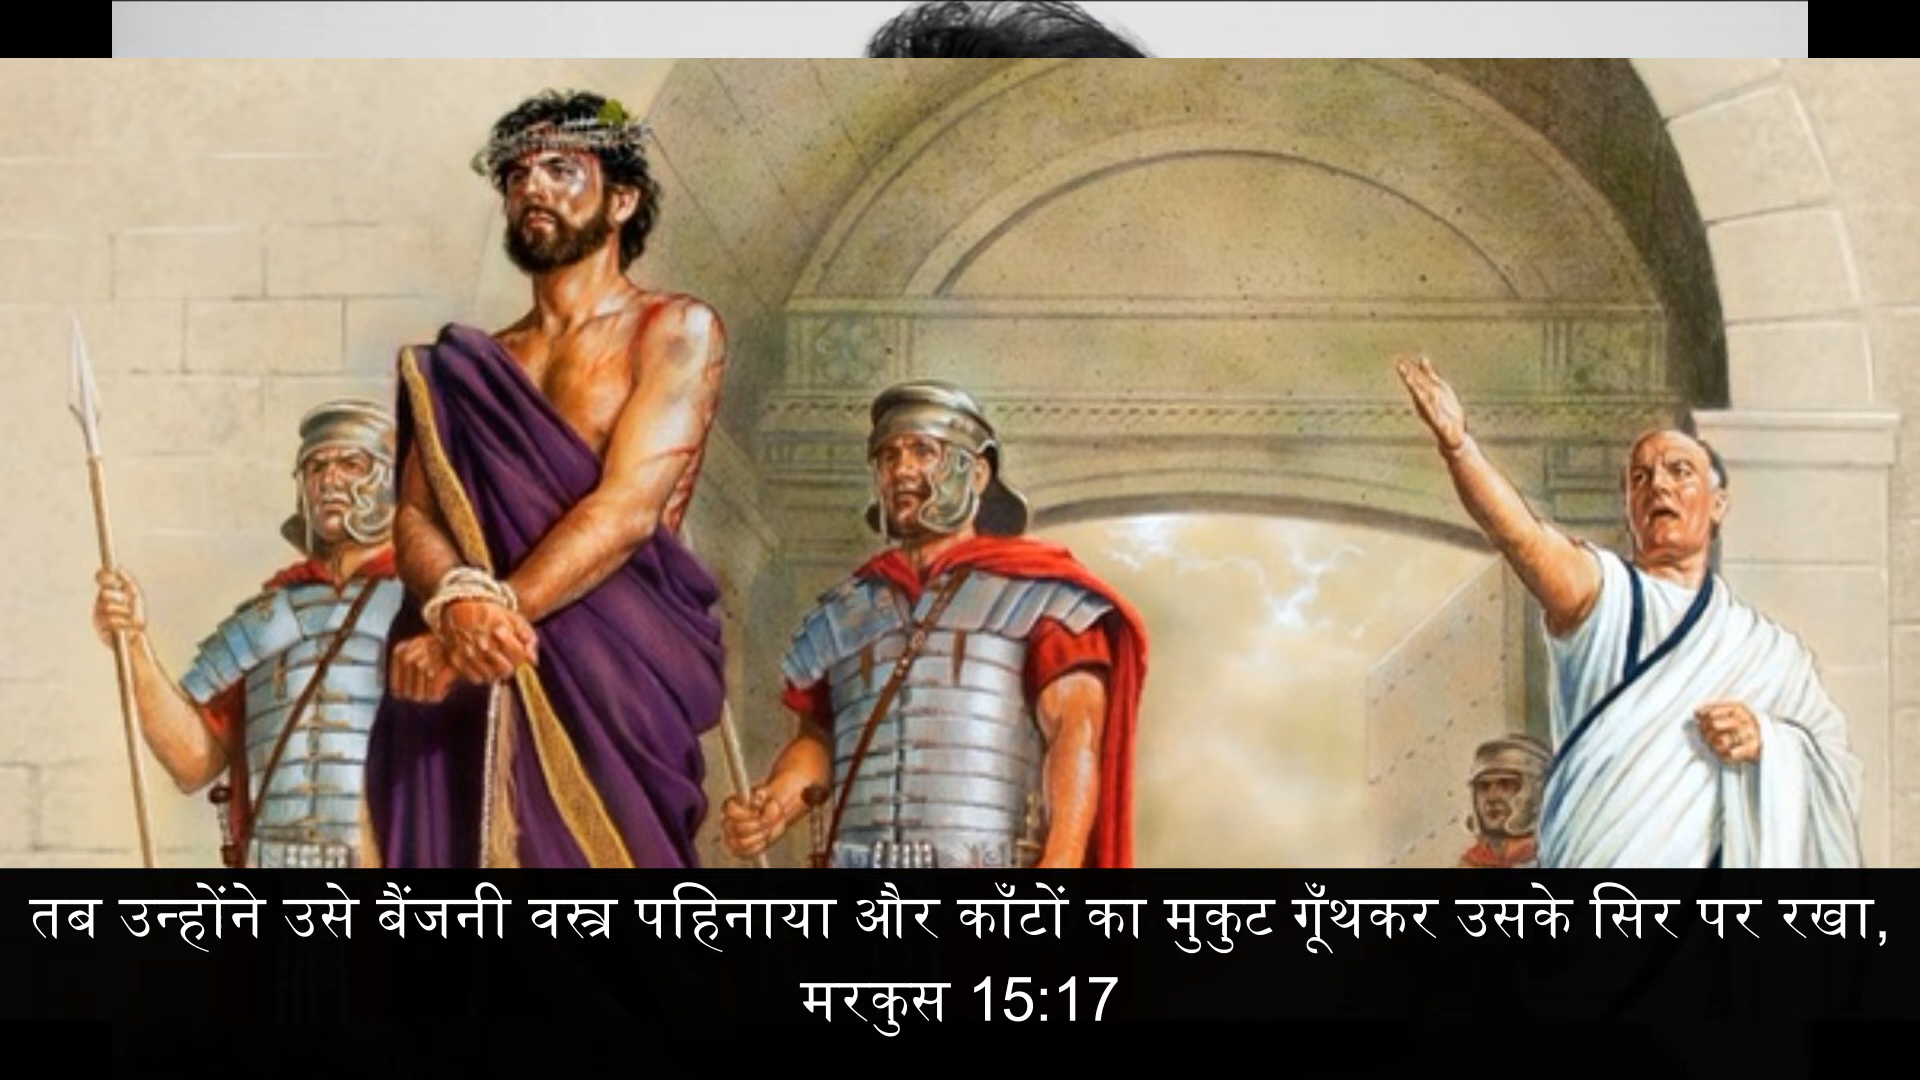 तब उन्होंने उसे बैंजनी वस्त्र पहिनाया और काँटों का मुकुट गूँथकर उसके सिर पर रखा,
मरकुस 15:17